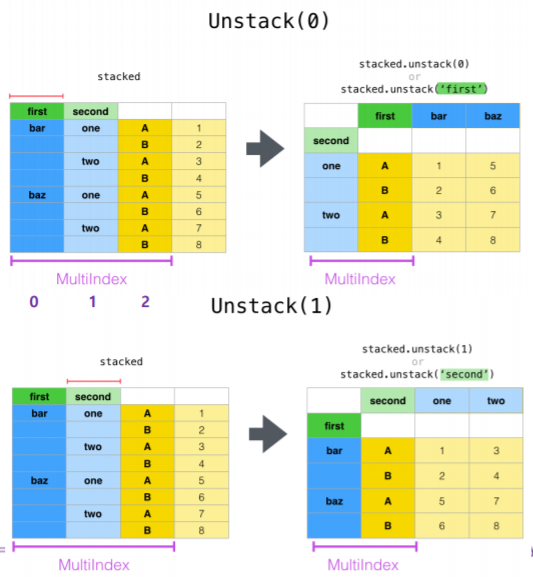 Unstack(0)
stacked
stacked.unstack(0)
or
stacked.unstack('first')
first second
bar one A 1
B 2
two A 3
B 4
baz one A 5
B 6
two A 7
B 8
MultiIndex
0 1 2
first bar baz
second
one A 1 5
B 2 6
two A 3 7
B 4 8
MultiIndex
Unstack(1)
stacked
stacked.unstack(1)
or
stacked.unstack('second')
first second
bar one A 1
B 2
two A 3
B 4
baz one A 5
B 6
two A 7
B 8
MultiIndex
second one two
first
bar A 1 3
B 2 4
baz A 5 7
B 6 8
MultiIndex